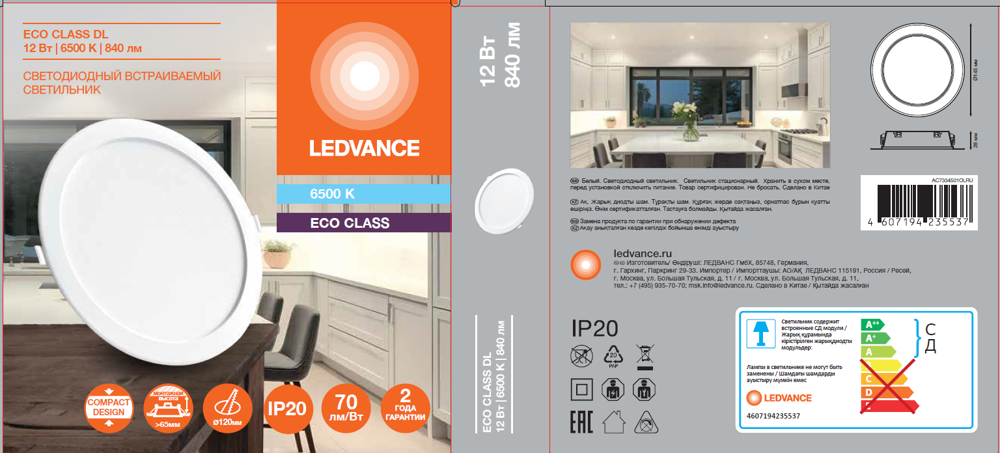 ECO CLASS DL
12 Вт | 6500 К | 840 лм
СВЕТОДИОДНЫЙ ВСТРАИВАЕМЫЙ
СВЕТИЛЬНИК
LEDVANCE
6500 K
ECO CLASS
COMPACT
DESIGN
монтажная
высота
>65мм
Ø120мм
IP20
70
лм/Вт
2
ГОДА
ГАРАНТИИ
12 Вт
840 лм
ECO CLASS DL
12 Вт | 6500 К | 840 лм
Ø145 мм
28 мм
RUS Белый. Светодиодный светильник. Светильник стационарный. Хранить в сухом месте,
перед установкой отключить питание. Товар сертифицирован. Не бросать. Сделано в Китае
KZ Ақ. Жарық диодты шам. Тұрақты шам. Құрғақ жерде сақтаңыз, орнатпас бұрын қуатты
өшіріңіз. Өнім сертификатталған. Тастауға болмайды. Қытайда жасалған.
RUS Замена продукта по гарантии при обнаружении дефекта
KZ Ақау анықталған кезде кепілдік бойынша өнімді ауыстыру
AC7334501OLRU
4 607194 235537
ledvance.ru
Изготовитель/ Өндіруші: ЛЕДВАНС ГмбХ, 85748, Германия,
г. Гархинг, Паркринг 29-33. Импортер / Импорттаушы: АО/АҚ ЛЕДВАНС 115191, Россия / Ресей,
г. Москва, ул. Большая Тульская, д. 11 / г. Москва, ул. Большая Тульская, д. 11,
тел.: +7 (495) 935-70-70; msk.info@ledvance.ru. Сделано в Китае / Қытайда жасалған
IP20
20
PAP
EAC
Светильник содержит
встроенные СД модули /
Жарық құрамында
кірістірілген жарықдиодты
модульдер:
Лампы в светильнике не могут быть
заменены / Шамдағы шамдарды
ауыстыру мүмкін емес
LEDVANCE
4607194235537
A++
A+
A
C
D
С
Д